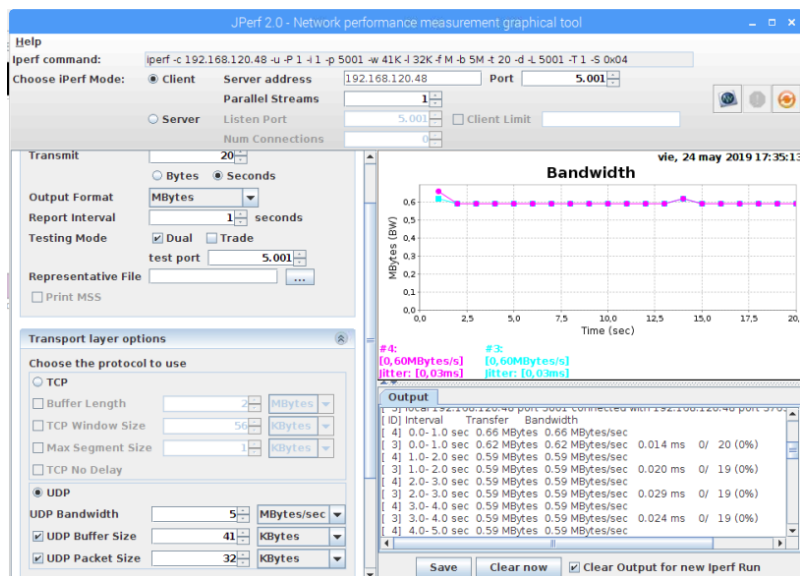 JPerf 2.0 - Network performance measurement graphical tool
Help
Iperf command: iperf -c 192.168.120.48 -u -P 1 -i 1 -p 5001 -w 41K -l 32K -f M -b 5M -t 20 -d -L 5001 -T 1 -S 0x04
Choose iPerf Mode: Client Server address 192.168.120.48 Port 5.001
Parallel Streams 1
Server Listen Port 5.001 Client Limit
Num Connections 0
Transmit 20
Bytes Seconds
Output Format MBytes
Report Interval 1 seconds
Testing Mode Dual Trade
test port 5.001
Representative File ...
Print MSS
Transport layer options
Choose the protocol to use
TCP
Buffer Length 2 MBytes
TCP Window Size 56 KBytes
Max Segment Size 1 KBytes
TCP No Delay
UDP
UDP Bandwidth 5 MBytes/sec
UDP Buffer Size 41 KBytes
UDP Packet Size 32 KBytes
vie, 24 may 2019 17:35:13
Bandwidth
MBytes (BW)
0,6
0,5
0,4
0,3
0,2
0,1
0,0
0,0 2,5 5,0 7,5 10,0 12,5 15,0 17,5 20,
Time (sec)
#4: #3:
[0,60MBytes/s] [0,60MBytes/s]
Jitter: [0,03ms] Jitter: [0,03ms]
Output
[ 3] local 192.168.120.48 port 5001 connected with 192.168.120.48 port
[ ID] Interval Transfer Bandwidth
[ 4] 0.0- 1.0 sec 0.66 MBytes 0.66 MBytes/sec
[ 3] 0.0- 1.0 sec 0.62 MBytes 0.62 MBytes/sec 0.014 ms 0/ 20 (0%)
[ 4] 1.0- 2.0 sec 0.59 MBytes 0.59 MBytes/sec
[ 3] 1.0- 2.0 sec 0.59 MBytes 0.59 MBytes/sec 0.020 ms 0/ 19 (0%)
[ 4] 2.0- 3.0 sec 0.59 MBytes 0.59 MBytes/sec
[ 3] 2.0- 3.0 sec 0.59 MBytes 0.59 MBytes/sec 0.029 ms 0/ 19 (0%)
[ 4] 3.0- 4.0 sec 0.59 MBytes 0.59 MBytes/sec
[ 3] 3.0- 4.0 sec 0.59 MBytes 0.59 MBytes/sec 0.024 ms 0/ 19 (0%)
[ 4] 4.0- 5.0 sec 0.59 MBytes 0.59 MBytes/sec
Save Clear now Clear Output for new Iperf Run